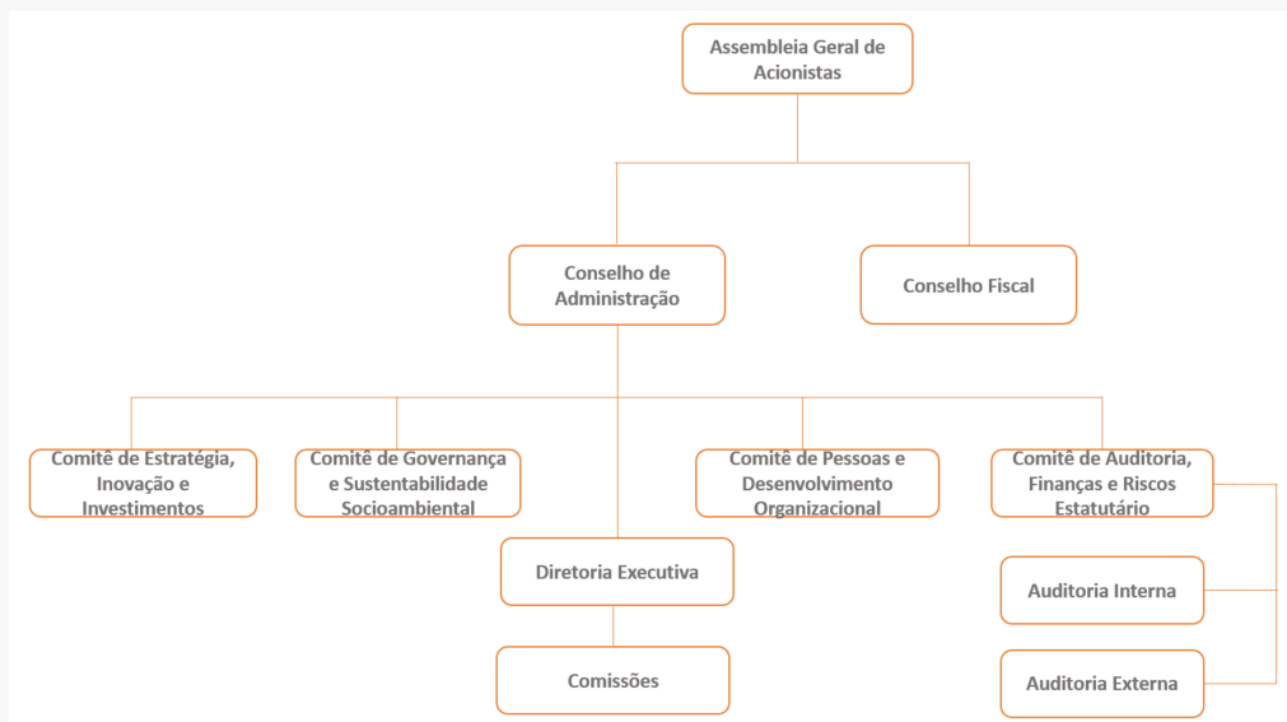 Assembleia Geral de
Acionistas
Conselho de
Administração
Conselho Fiscal
Comitê de Estratégia,
Inovação e
Investimentos
Comitê de Governança
e Sustentabilidade
Socioambiental
Comitê de Pessoas e
Desenvolvimento
Organizacional
Comitê de Auditoria,
Finanças e Riscos
Estatutário
Diretoria Executiva
Auditoria Interna
Comissões
Auditoria Externa